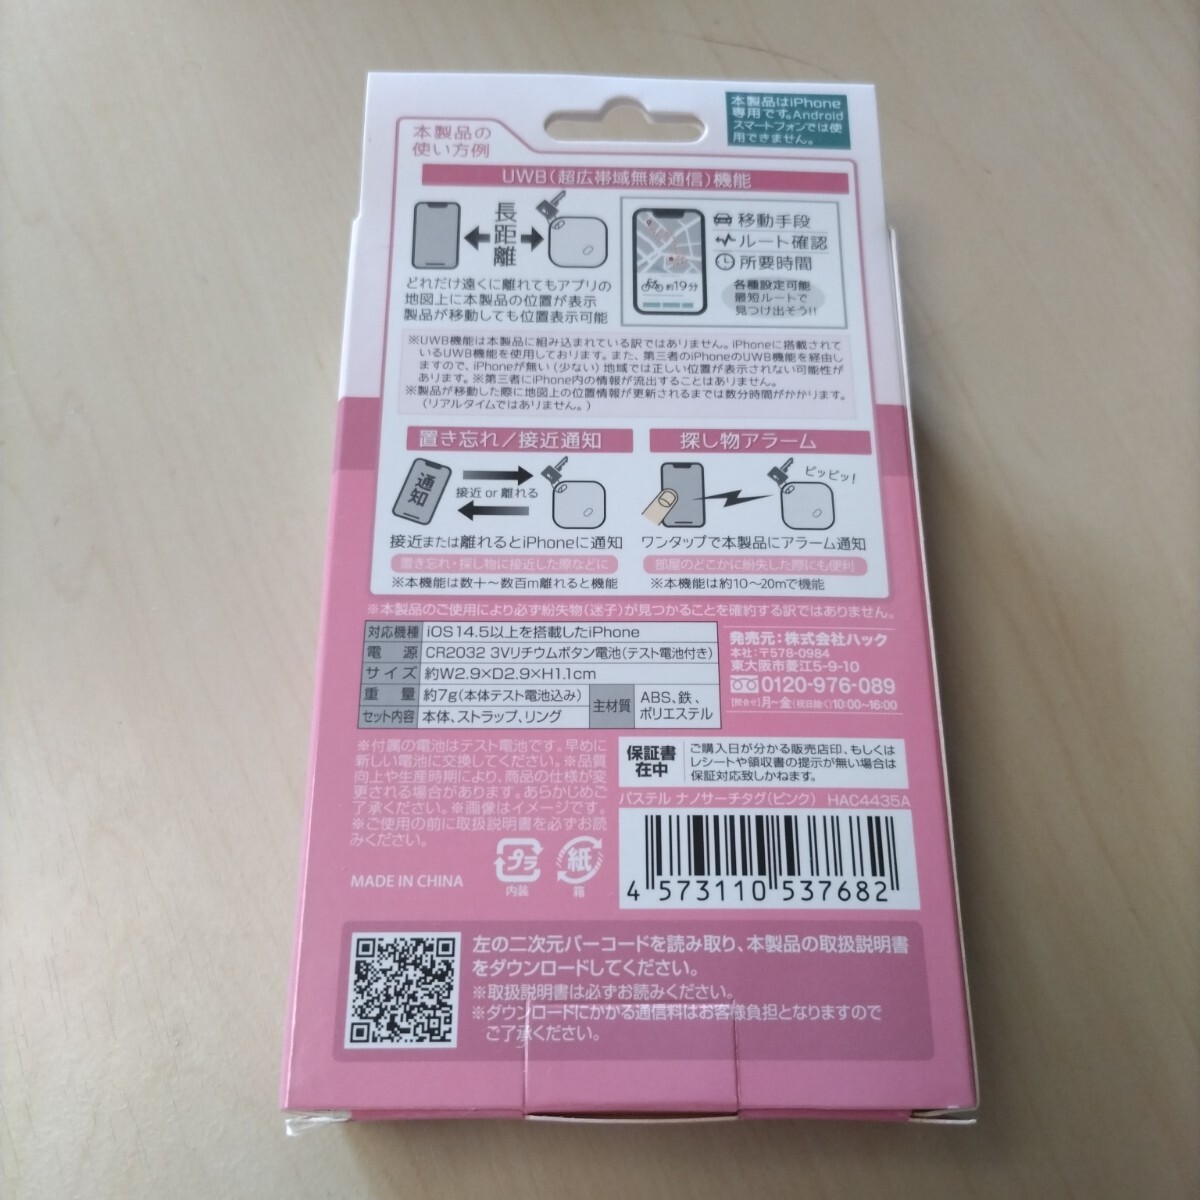 本製品の
使い方例
本製品はiPhone
専用です。Android
スマートフォンでは使
用できません。
UWB(超広帯域無線通信)機能
長距離
どれだけ遠くに離れてもアプリの
地図上に本製品の位置が表示
製品が移動しても位置表示可能
約19分
移動手段
ルート確認
所要時間
各種設定可能
最短ルートで
見つけ出そう!!
※UWB機能は本製品に組み込まれている訳ではありません。iPhoneに搭載されて
いるUWB機能を使用しております。また、第三者のiPhoneのUWB機能を経由し
ますので、iPhoneが無い(少ない)地域では正しい位置が表示されない可能性が
あります。※第三者にiPhone内の情報が流出することはありません。
※製品が移動した際に地図上の位置情報が更新されるまでは数分時間がかかります。
(リアルタイムではありません。)
置き忘れ/接近通知
通知
接近 or 離れる
接近または離れるとiPhoneに通知
置き忘れ・探し物に接近した際などに
※本機能は数十〜数百m離れると機能
探し物アラーム
ピッピッ!
ワンタップで本製品にアラーム通知
部屋のどこかに紛失した際にも便利
※本機能は約10〜20mで機能
※本製品のご使用により必ず紛失物(迷子)が見つかることを確約する訳ではありません。
対応機種 iOS14.5以上を搭載したiPhone
電源 CR2032 3Vリチウムボタン電池(テスト電池付き)
サイズ 約W2.9×D2.9×H1.1cm
重量 約7g(本体テスト電池込み)
セット内容 本体、ストラップ、リング
主材質 ABS、鉄、
ポリエステル
発売元:株式会社ハック
本社:〒578-0984
東大阪市菱江5-9-10
0120-976-089
【問合せ】月〜金(祝日除く)10:00〜16:00
※付属の電池はテスト電池です。早めに
新しい電池に交換してください。※品質
向上や生産時期により、商品の仕様が変
更される場合があります。あらかじめご
了承ください。※画像はイメージです。
※ご使用の前に取扱説明書を必ずお読
みください。
保証書
在中
ご購入日が分かる販売店印、もしくは
レシートや領収書の提示が無い場合は
保証対応致しかねます。
パステル ナノサーチタグ(ピンク) HAC4435A
MADE IN CHINA
プラ
内装
紙
箱
4 573110 537682
左の二次元バーコードを読み取り、本製品の取扱説明書
をダウンロードしてください。
※取扱説明書は必ずお読みください。
※ダウンロードにかかる通信料はお客様負担となりますので
ご了承ください。